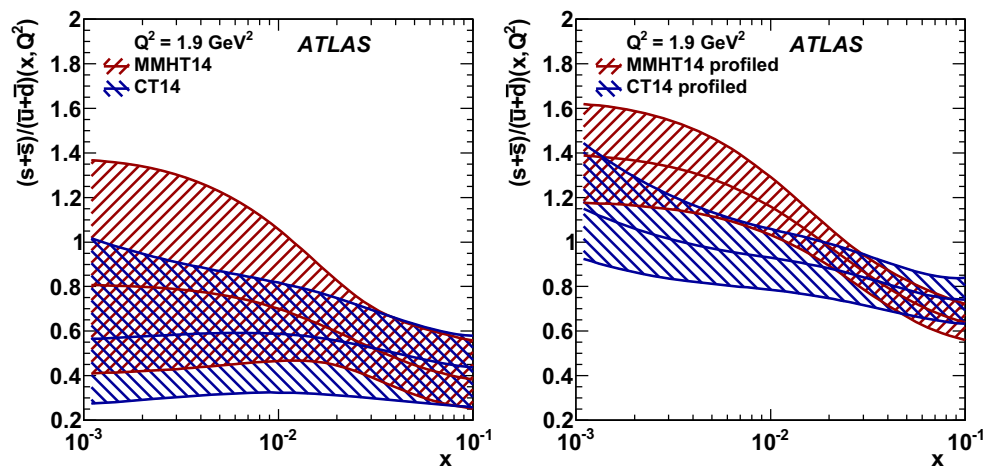 (s+s̅)/(u̅+d̅)(x,Q²)
2
1.8
1.6
1.4
1.2
1
0.8
0.6
0.4
0.2
Q² = 1.9 GeV²
ATLAS
MMHT14
CT14
10⁻³
10⁻²
10⁻¹
x
(s+s̅)/(u̅+d̅)(x,Q²)
2
1.8
1.6
1.4
1.2
1
0.8
0.6
0.4
0.2
Q² = 1.9 GeV²
ATLAS
MMHT14 profiled
CT14 profiled
10⁻³
10⁻²
10⁻¹
x